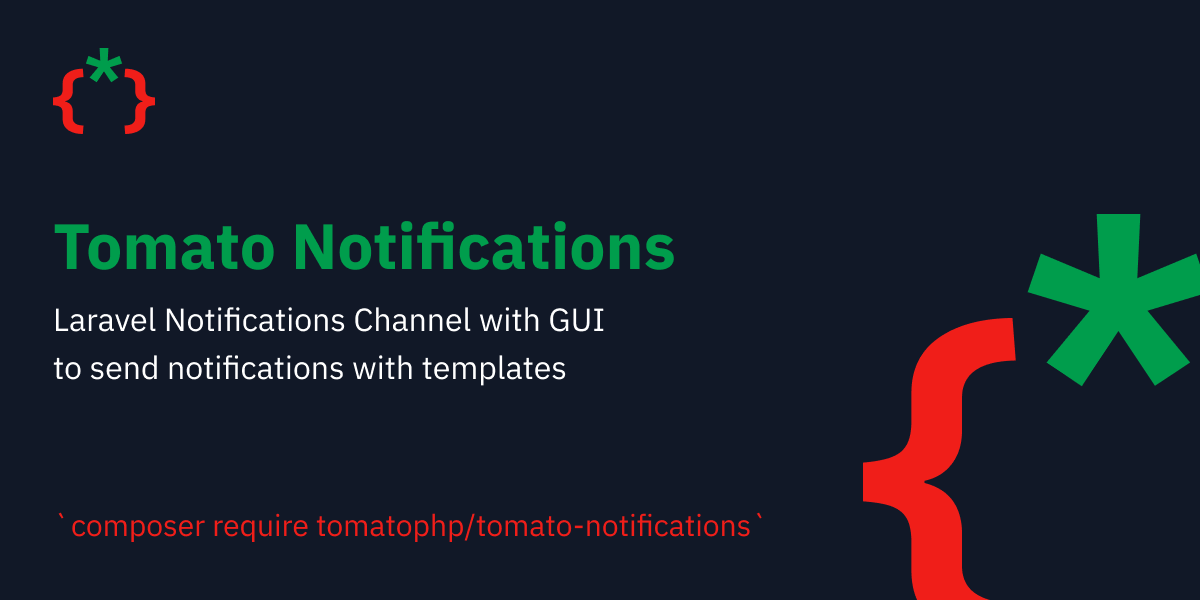 {*}
Tomato Notifications
Laravel Notifications Channel with GUI
to send notifications with templates
`composer require tomatophp/tomato-notifications`
{*